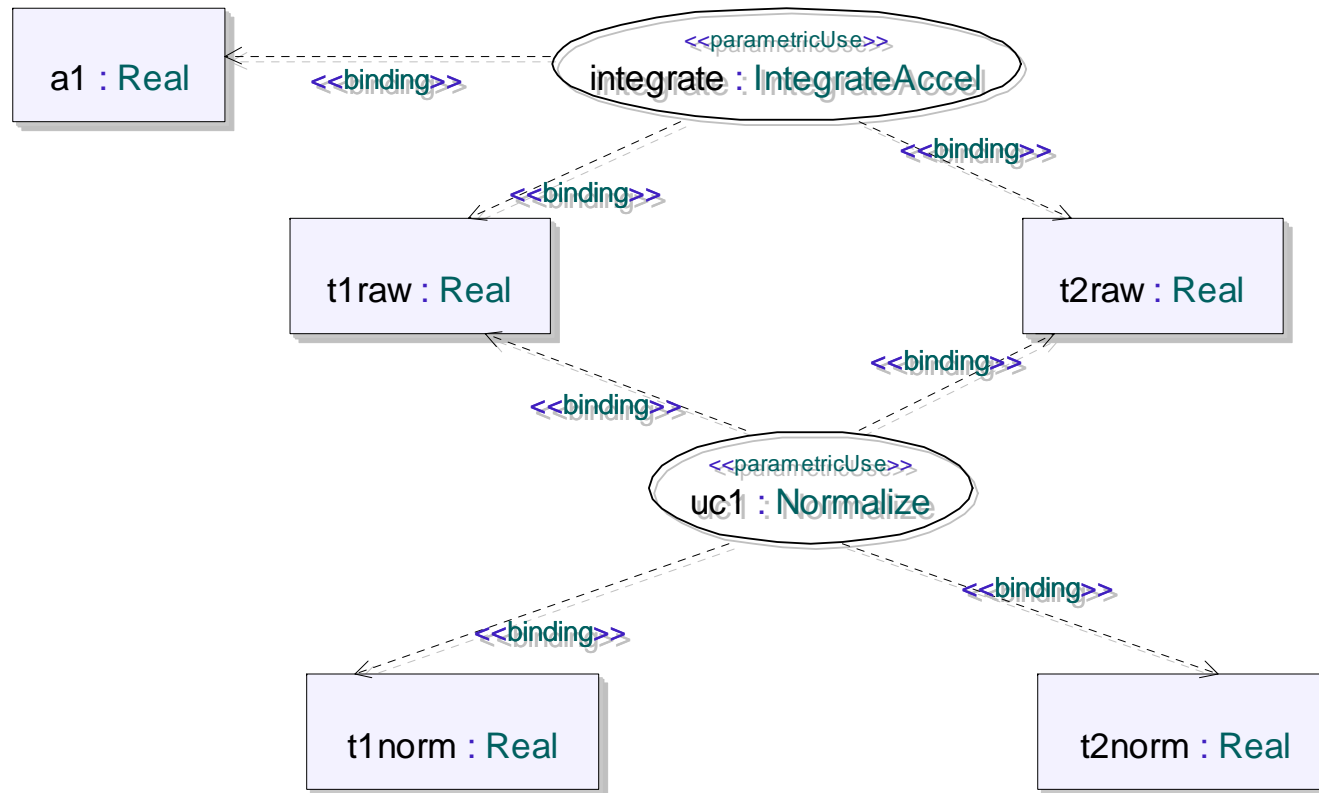 <<parametricUse>>
integrate : IntegrateAccel
a1 : Real
<<binding>>
<<binding>>
<<binding>>
t1raw : Real
t2raw : Real
<<binding>>
<<binding>>
<<parametricUse>>
uc1 : Normalize
<<binding>>
<<binding>>
t1norm : Real
t2norm : Real